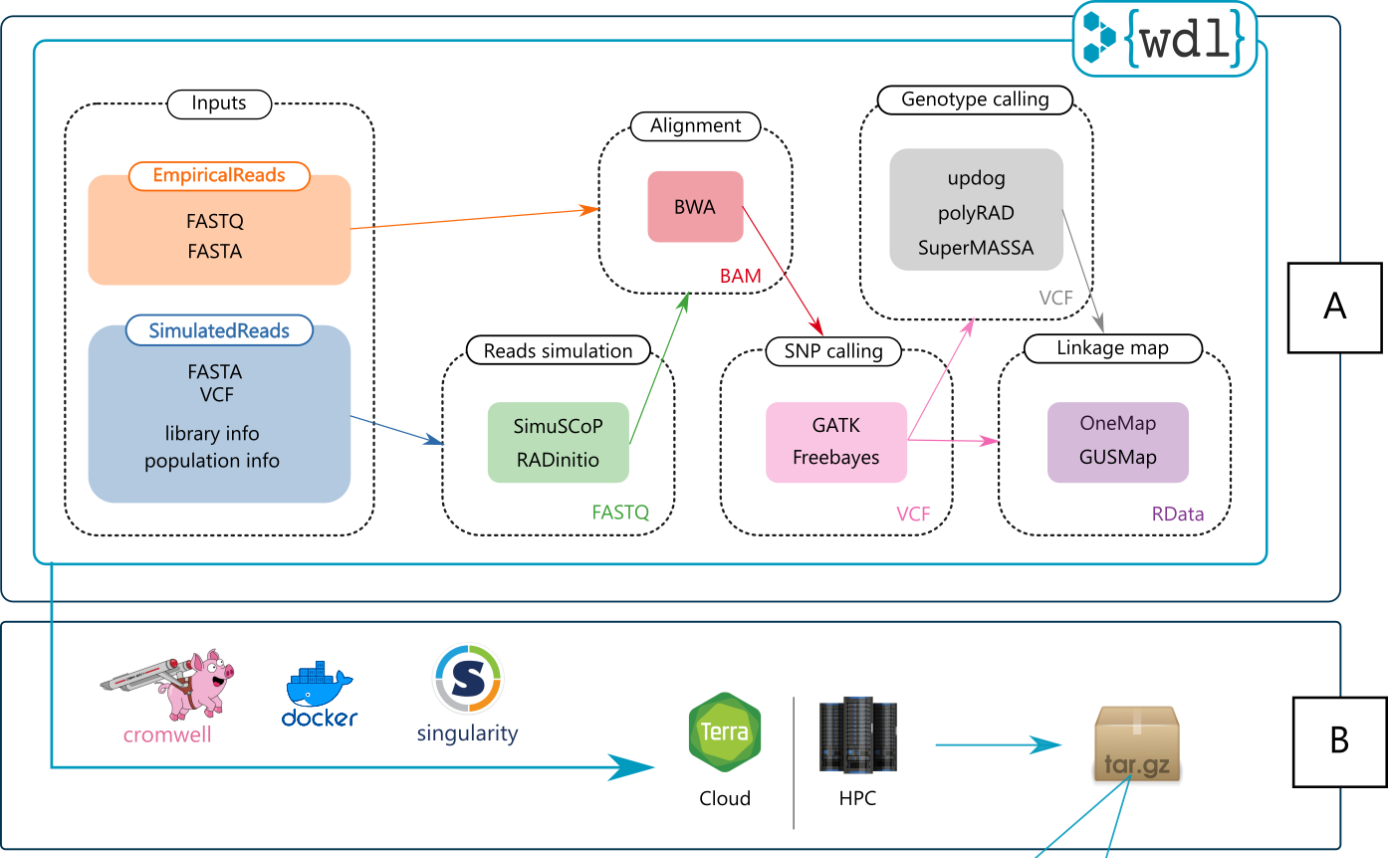 {wdl}
Inputs
EmpiricalReads
FASTQ
FASTA
SimulatedReads
FASTA
VCF
library info
population info
Reads simulation
SimuSCoP
RADinitio
FASTQ
Alignment
BWA
BAM
SNP calling
GATK
Freebayes
VCF
Genotype calling
updog
polyRAD
SuperMASSA
VCF
Linkage map
OneMap
GUSMap
RData
A
cromwell
docker
S
singularity
Terra
Cloud
HPC
tar.gz
B